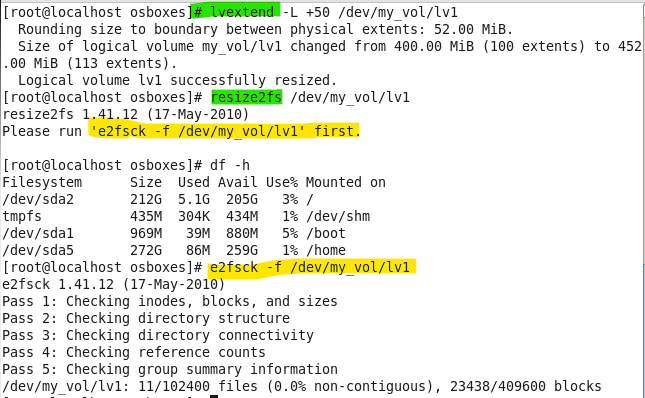 [root@localhost osboxes]# lvextend -L +50 /dev/my_vol/lv1
  Rounding size to boundary between physical extents: 52.00 MiB.
  Size of logical volume my_vol/lv1 changed from 400.00 MiB (100 extents) to 452
.00 MiB (113 extents).
  Logical volume lv1 successfully resized.
[root@localhost osboxes]# resize2fs /dev/my_vol/lv1
resize2fs 1.41.12 (17-May-2010)
Please run 'e2fsck -f /dev/my_vol/lv1' first.
[root@localhost osboxes]# df -h
Filesystem      Size  Used Avail Use% Mounted on
/dev/sda2       212G  5.1G  205G   3% /
tmpfs           435M  304K  434M   1% /dev/shm
/dev/sda1       969M   39M  880M   5% /boot
/dev/sda5       272G   86M  259G   1% /home
[root@localhost osboxes]# e2fsck -f /dev/my_vol/lv1
e2fsck 1.41.12 (17-May-2010)
Pass 1: Checking inodes, blocks, and sizes
Pass 2: Checking directory structure
Pass 3: Checking directory connectivity
Pass 4: Checking reference counts
Pass 5: Checking group summary information
/dev/my_vol/lv1: 11/102400 files (0.0% non-contiguous), 23438/409600 blocks